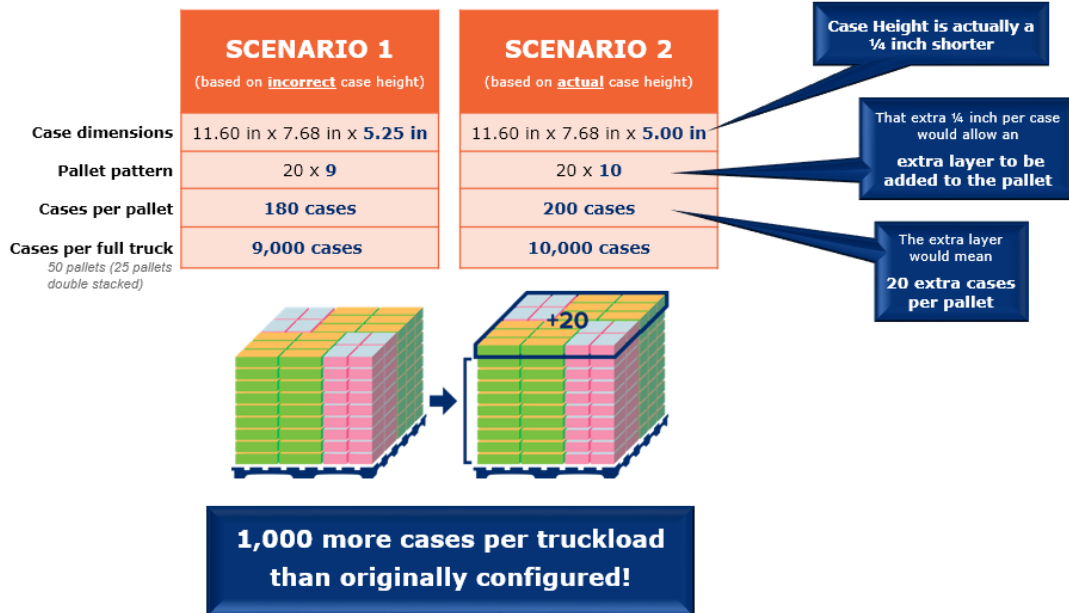 SCENARIO 1
(based on incorrect case height)
SCENARIO 2
(based on actual case height)
Case Height is actually a
¼ inch shorter
Case dimensions
11.60 in x 7.68 in x 5.25 in
11.60 in x 7.68 in x 5.00 in
That extra ¼ inch per case
would allow an
extra layer to be
added to the pallet
Pallet pattern
20 x 9
20 x 10
Cases per pallet
180 cases
200 cases
Cases per full truck
50 pallets (25 pallets
double stacked)
9,000 cases
10,000 cases
The extra layer
would mean
20 extra cases
per pallet
+20
1,000 more cases per truckload
than originally configured!